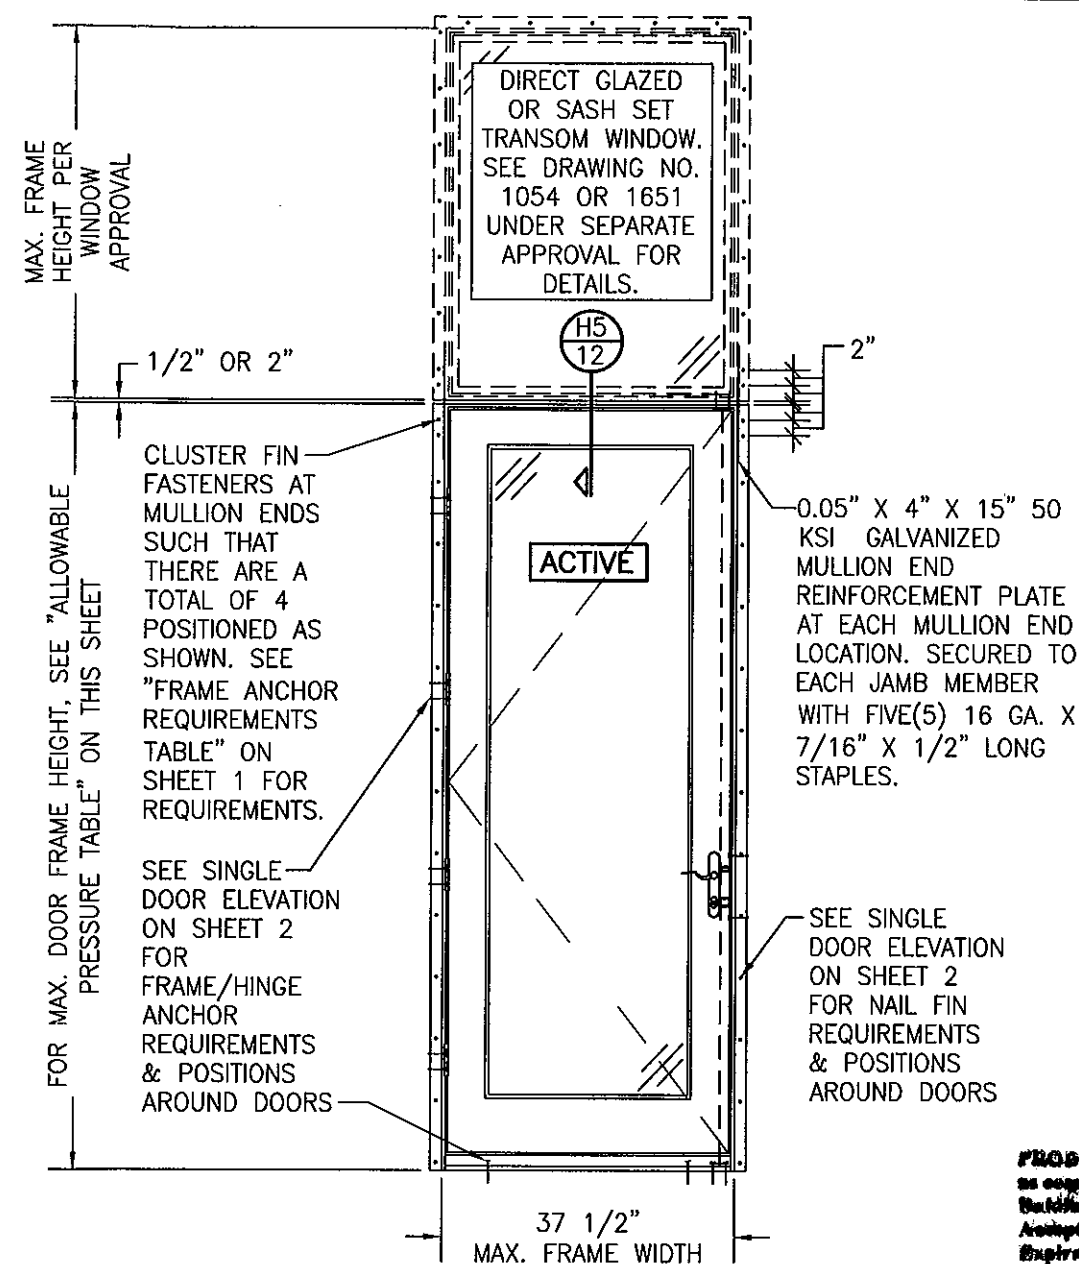 MAX. FRAME
HEIGHT PER
WINDOW
APPROVAL
DIRECT GLAZED
OR SASH SET
TRANSOM WINDOW.
SEE DRAWING NO.
1054 OR 1651
UNDER SEPARATE
APPROVAL FOR
DETAILS.
H5
12
1/2" OR 2"
2"
FOR MAX. DOOR FRAME HEIGHT, SEE "ALLOWABLE
PRESSURE TABLE" ON THIS SHEET
CLUSTER FIN
FASTENERS AT
MULLION ENDS
SUCH THAT
THERE ARE A
TOTAL OF 4
POSITIONED AS
SHOWN. SEE
"FRAME ANCHOR
REQUIREMENTS
TABLE" ON
SHEET 1 FOR
REQUIREMENTS.
ACTIVE
0.05" X 4" X 15" 50
KSI GALVANIZED
MULLION END
REINFORCEMENT PLATE
AT EACH MULLION END
LOCATION. SECURED TO
EACH JAMB MEMBER
WITH FIVE(5) 16 GA. X
7/16" X 1/2" LONG
STAPLES.
SEE SINGLE
DOOR ELEVATION
ON SHEET 2
FOR
FRAME/HINGE
ANCHOR
REQUIREMENTS
& POSITIONS
AROUND DOORS
SEE SINGLE
DOOR ELEVATION
ON SHEET 2
FOR NAIL FIN
REQUIREMENTS
& POSITIONS
AROUND DOORS
37 1/2"
MAX. FRAME WIDTH